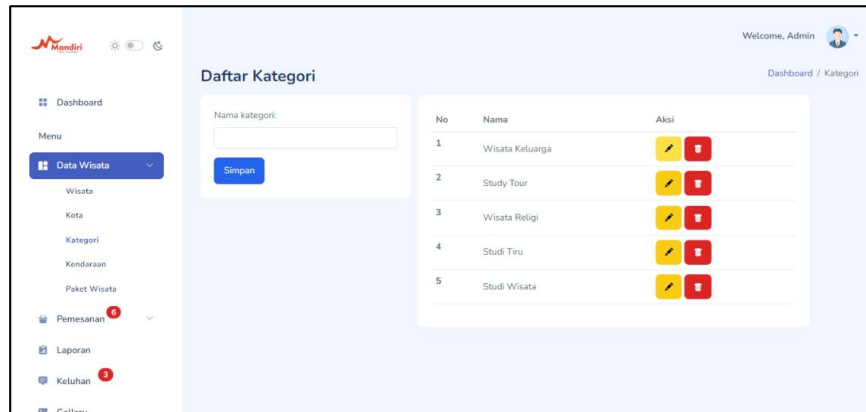 Mandiri
Welcome, Admin
Daftar Kategori
Dashboard / Kategori
Dashboard
Menu
Data Wisata
Wisata
Kota
Kategori
Kendaraan
Paket Wisata
Pemesanan 6
Laporan
Keluhan 3
Gallery
Nama kategori:
Simpan
No Nama Aksi
1 Wisata Keluarga
2 Study Tour
3 Wisata Religi
4 Studi Tiru
5 Studi Wisata